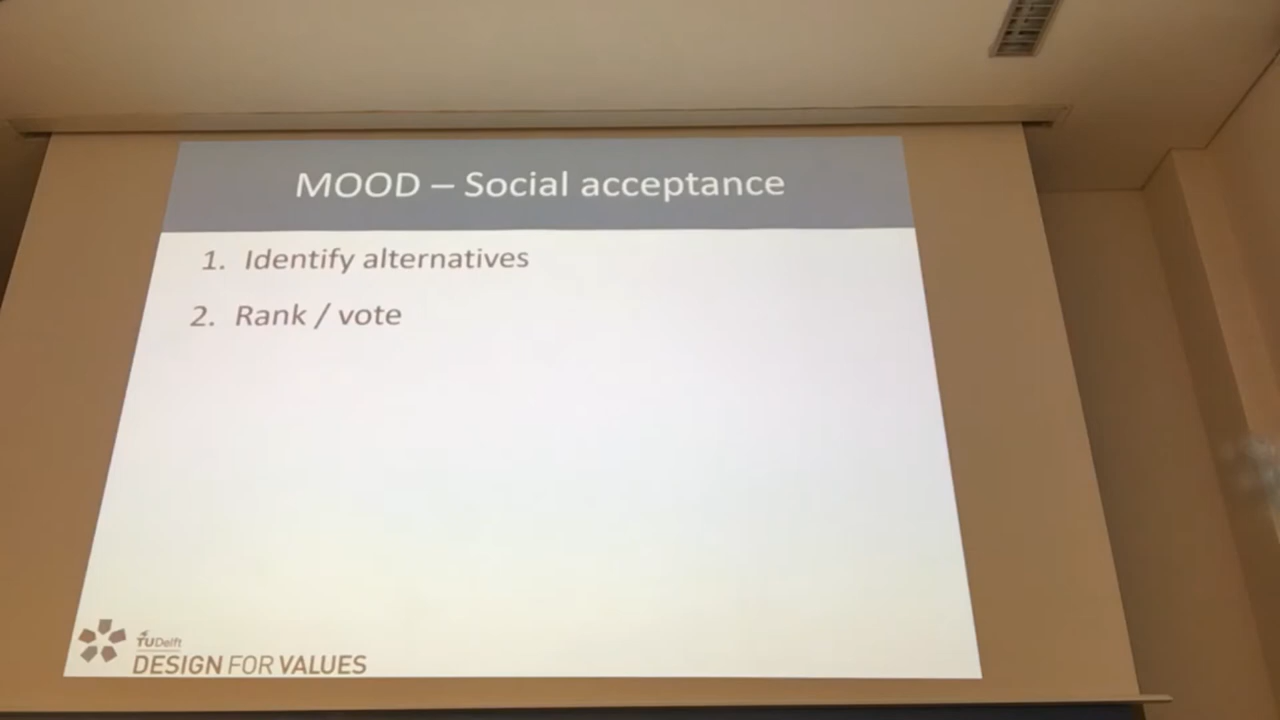 MOOD – Social acceptance
1. Identify alternatives
2. Rank / vote
TU Delft
DESIGN FOR VALUES